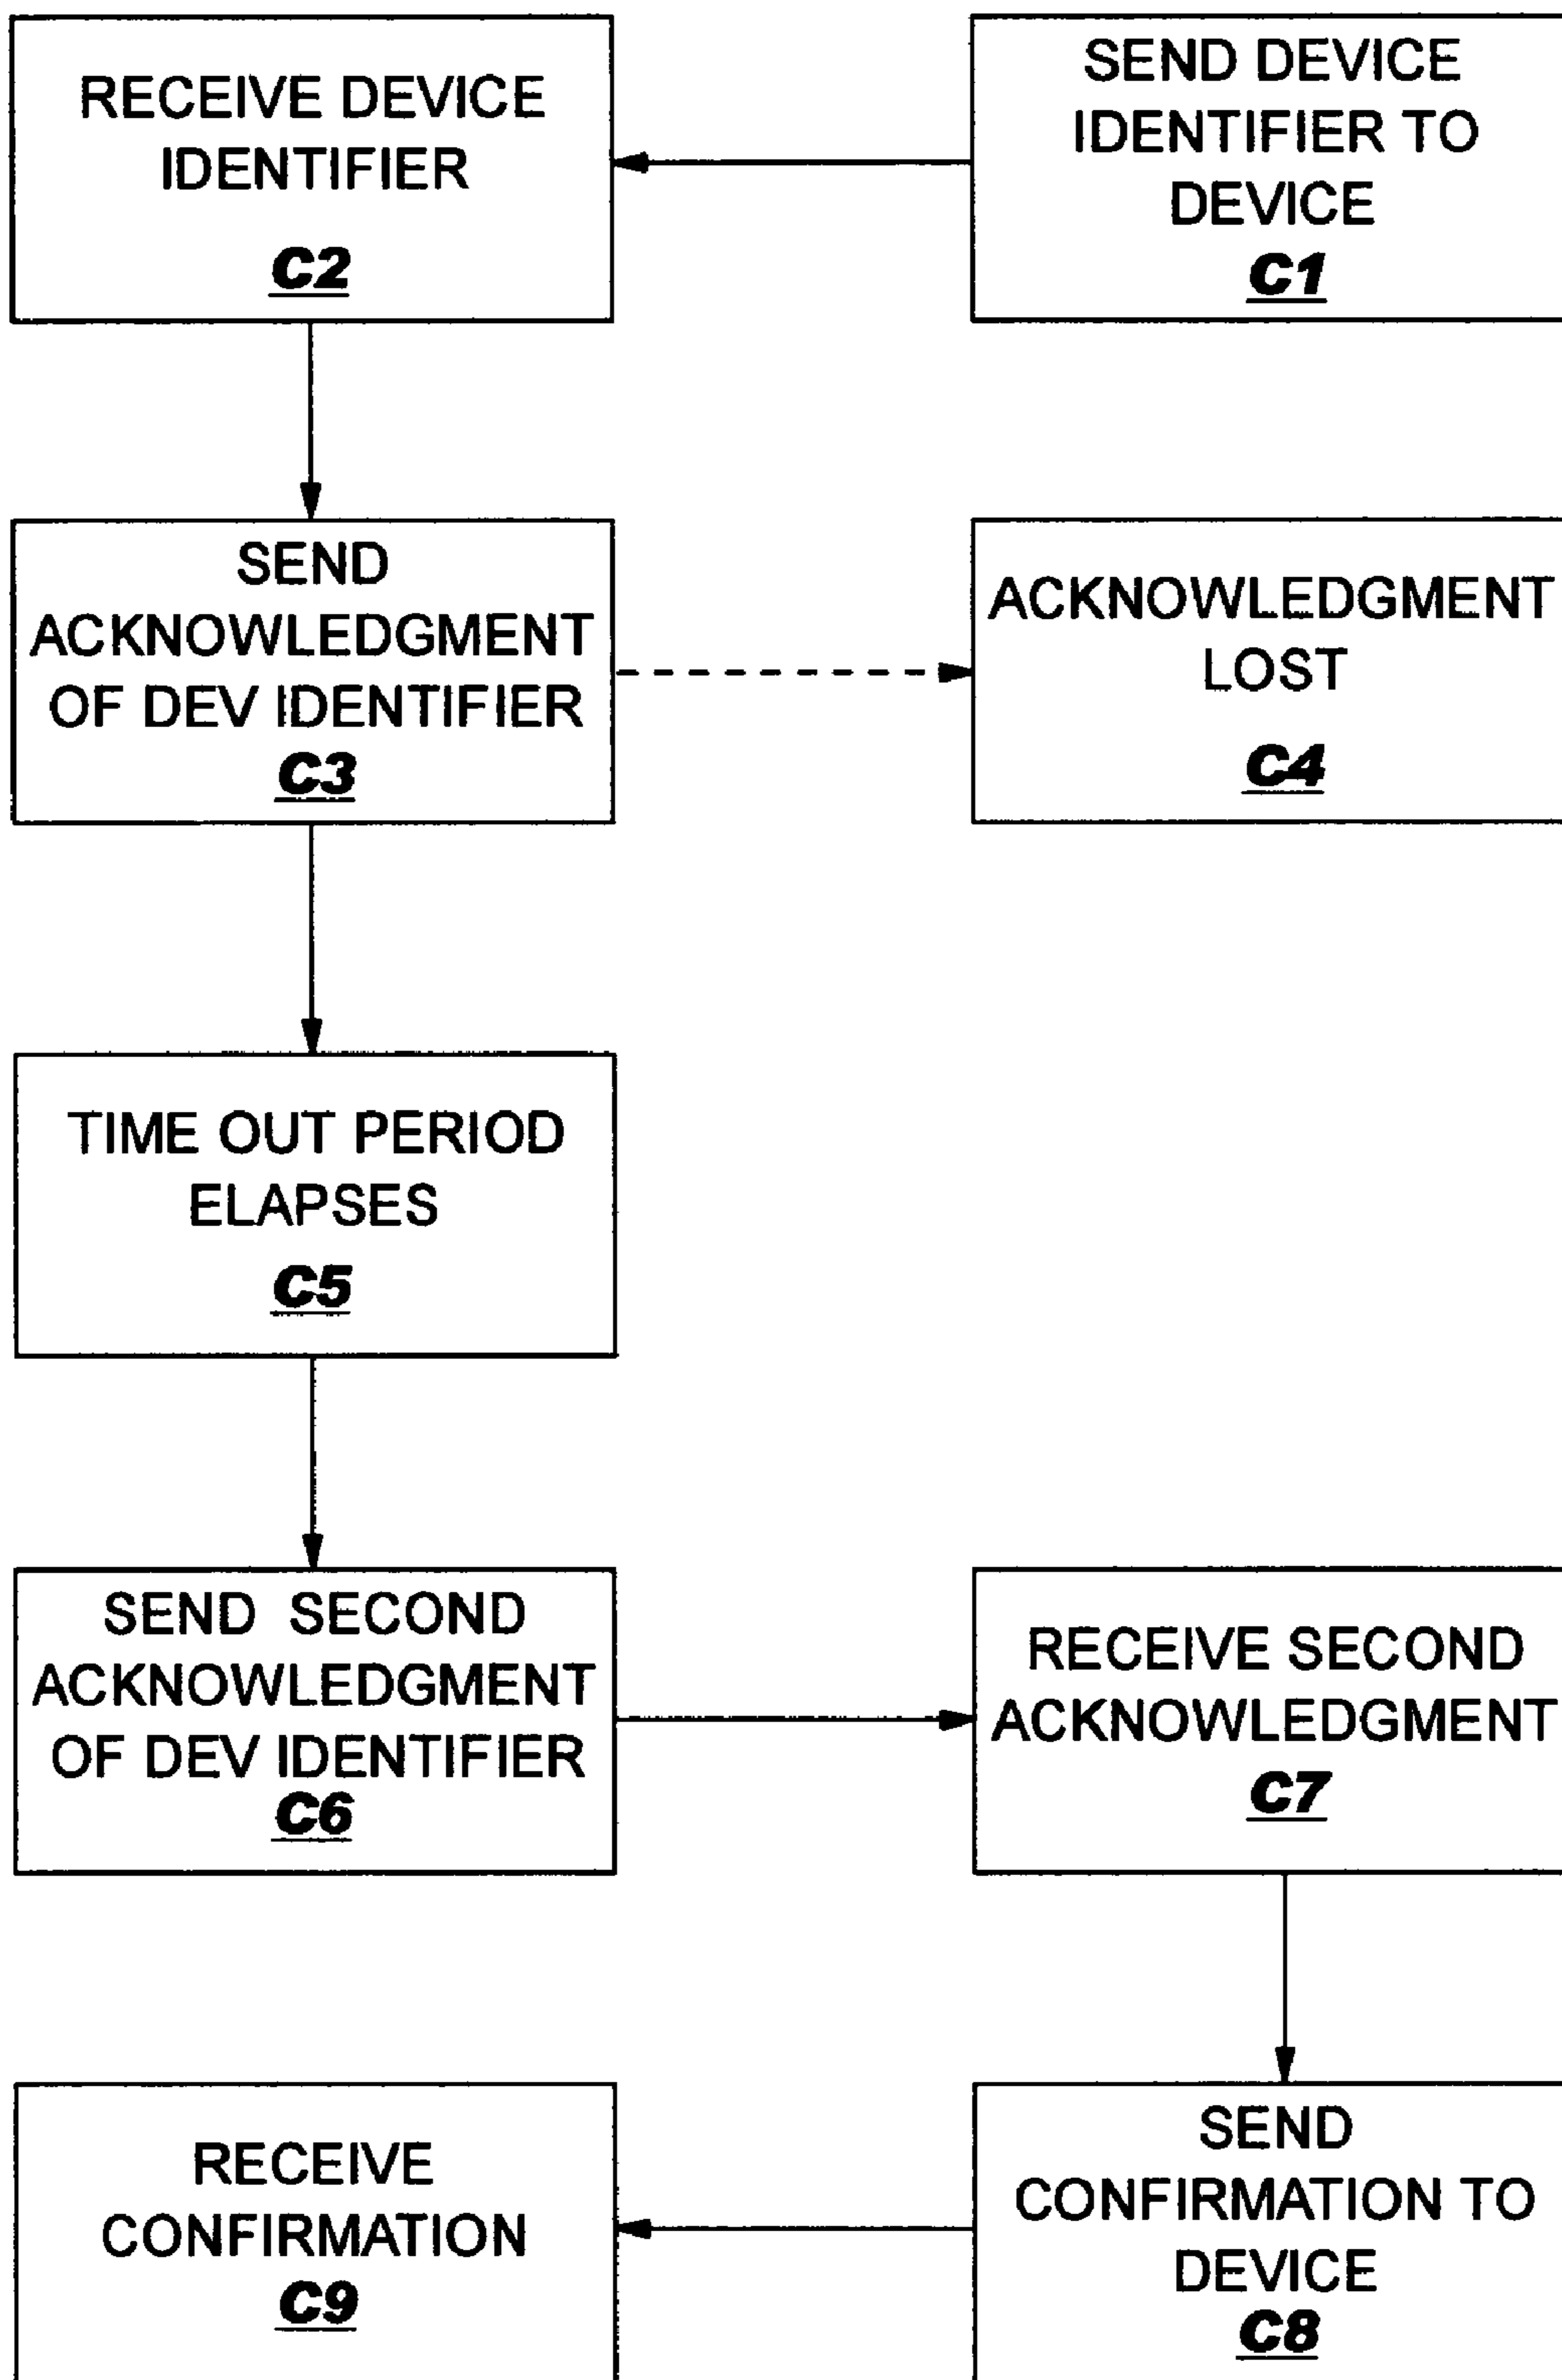 RECEIVE DEVICE
IDENTIFIER
C2
SEND DEVICE
IDENTIFIER TO
DEVICE
C1
SEND
ACKNOWLEDGMENT
OF DEV IDENTIFIER
C3
ACKNOWLEDGMENT
LOST
C4
TIME OUT PERIOD
ELAPSES
C5
SEND SECOND
ACKNOWLEDGMENT
OF DEV IDENTIFIER
C6
RECEIVE SECOND
ACKNOWLEDGMENT
C7
RECEIVE
CONFIRMATION
C9
SEND
CONFIRMATION TO
DEVICE
C8